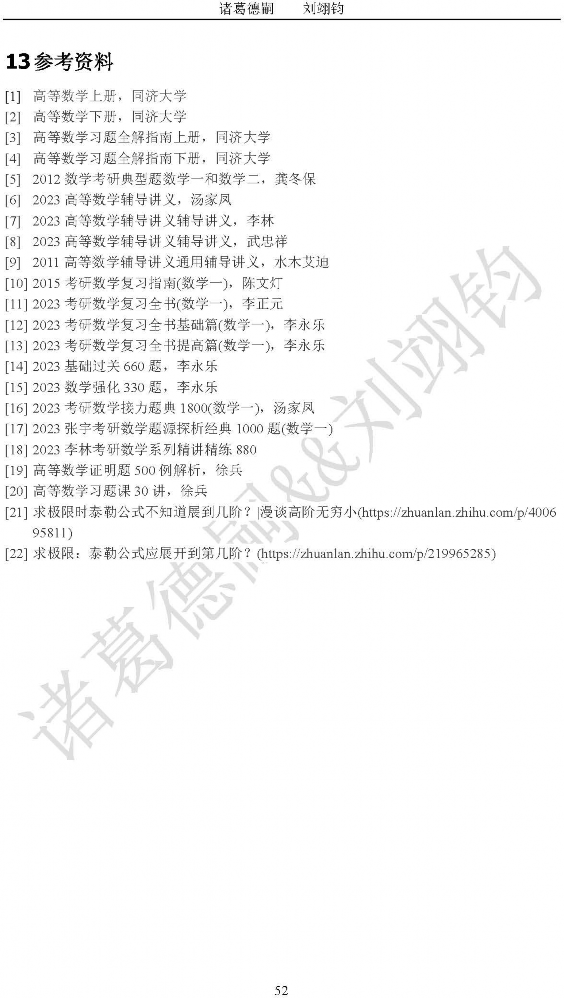 诸葛德嗣 刘翊钧
13 参考资料
[1] 高等数学上册，同济大学
[2] 高等数学下册，同济大学
[3] 高等数学习题全解指南上册，同济大学
[4] 高等数学习题全解指南下册，同济大学
[5] 2012 数学考研典型题数学一和数学二，龚冬保
[6] 2023 高等数学辅导讲义，汤家凤
[7] 2023 高等数学辅导讲义辅导讲义，李林
[8] 2023 高等数学辅导讲义辅导讲义，武忠祥
[9] 2011 高等数学辅导讲义通用辅导讲义，水木艾迪
[10] 2015 考研数学复习指南(数学一)，陈文灯
[11] 2023 考研数学复习全书(数学一)，李正元
[12] 2023 考研数学复习全书基础篇(数学一)，李永乐
[13] 2023 考研数学复习全书提高篇(数学一)，李永乐
[14] 2023 基础过关 660 题，李永乐
[15] 2023 数学强化 330 题，李永乐
[16] 2023 考研数学接力题典 1800(数学一)，汤家凤
[17] 2023 张宇考研数学题源探析经典 1000 题(数学一)
[18] 2023 李林考研数学系列精讲精练 880
[19] 高等数学证明题 500 例解析，徐兵
[20] 高等数学习题课 30 讲，徐兵
[21] 求极限时泰勒公式不知道展到几阶？|漫谈高阶无穷小(https://zhuanlan.zhihu.com/p/4006
95811)
[22] 求极限：泰勒公式应展开到第几阶？(https://zhuanlan.zhihu.com/p/219965285)
诸葛德嗣&&刘翊钧
52